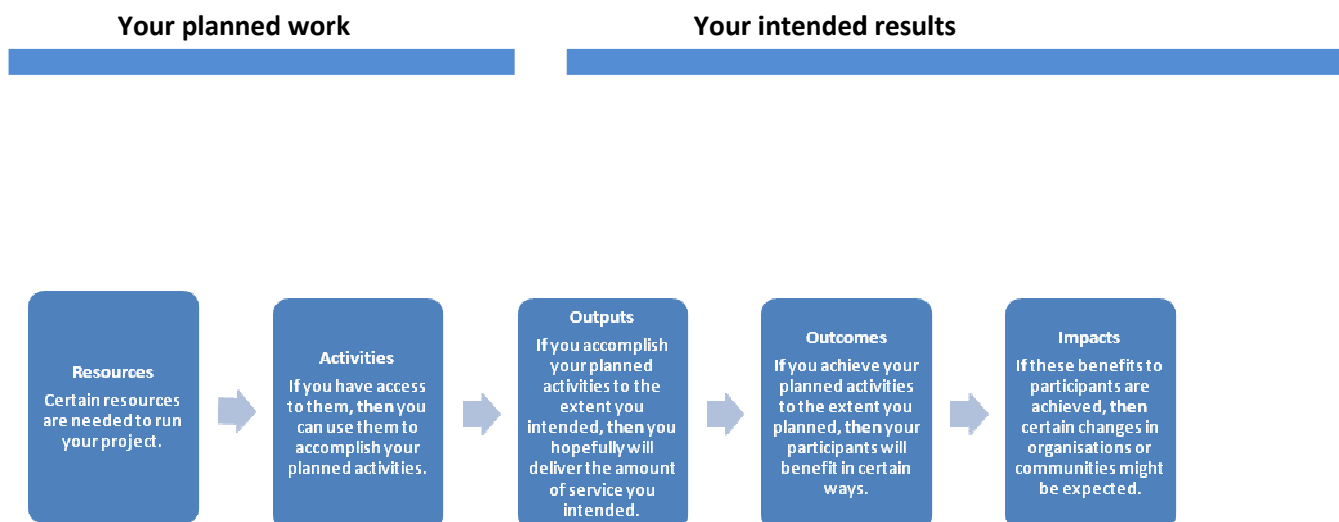 Your planned work
Your intended results
Resources
Certain resources
are needed to run
your project.
Activities
If you have access
to them, then you
can use them to
accomplish your
planned activities.
Outputs
If you accomplish
your planned
activities to the
extent you
intended, then you
hopefully will
deliver the amount
of service you
intended.
Outcomes
If you achieve your
planned activities
to the extent you
planned, then your
participants will
benefit in certain
ways.
Impacts
If these benefits to
participants are
achieved, then
certain changes in
organisations or
communities might
be expected.